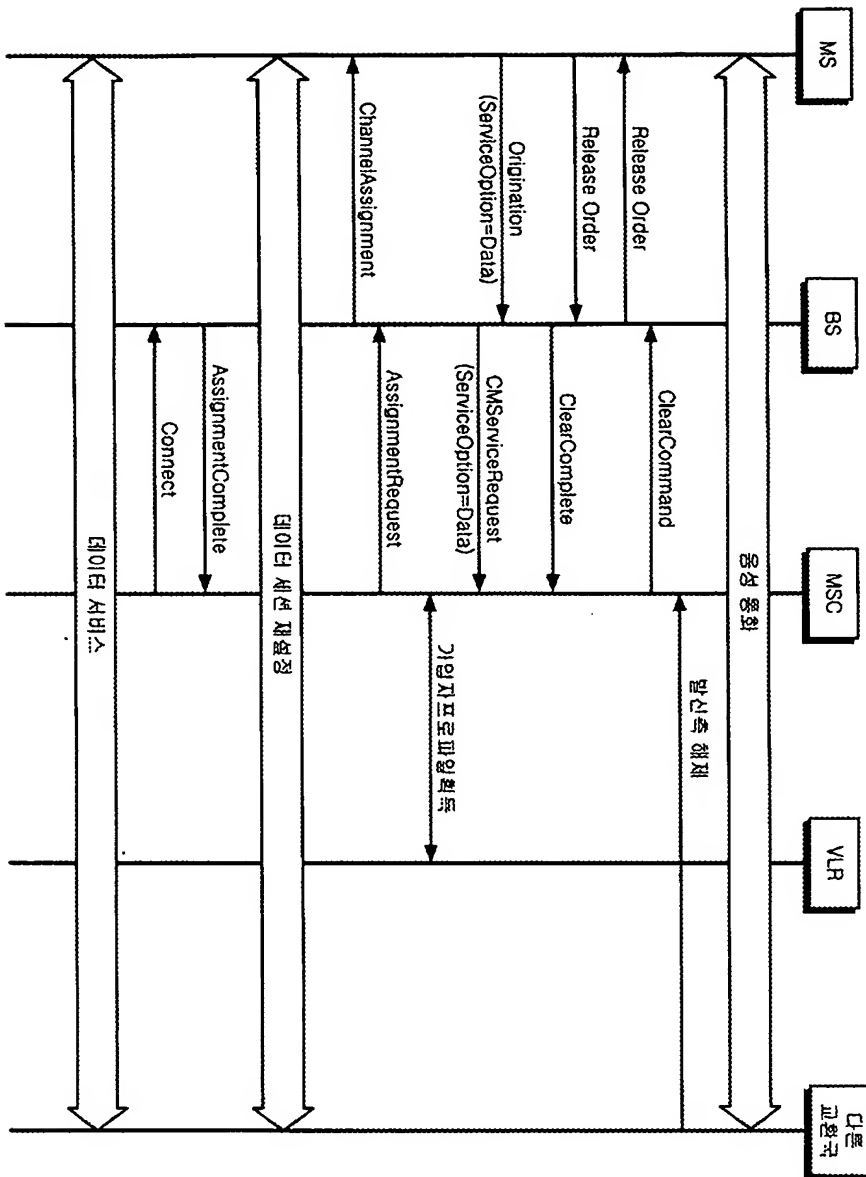 MS
BS
MSC
VLR
다른
교환국
음성 통화
발신측 해제
ClearCommand
Release Order
Release Order
ClearComplete
Origination
(ServiceOption=Data)
CMServiceRequest
(ServiceOption=Data)
가입자프로파일획득
AssignmentRequest
ChannelAssignment
데이터 세션 재설정
AssignmentComplete
Connect
데이터 서비스